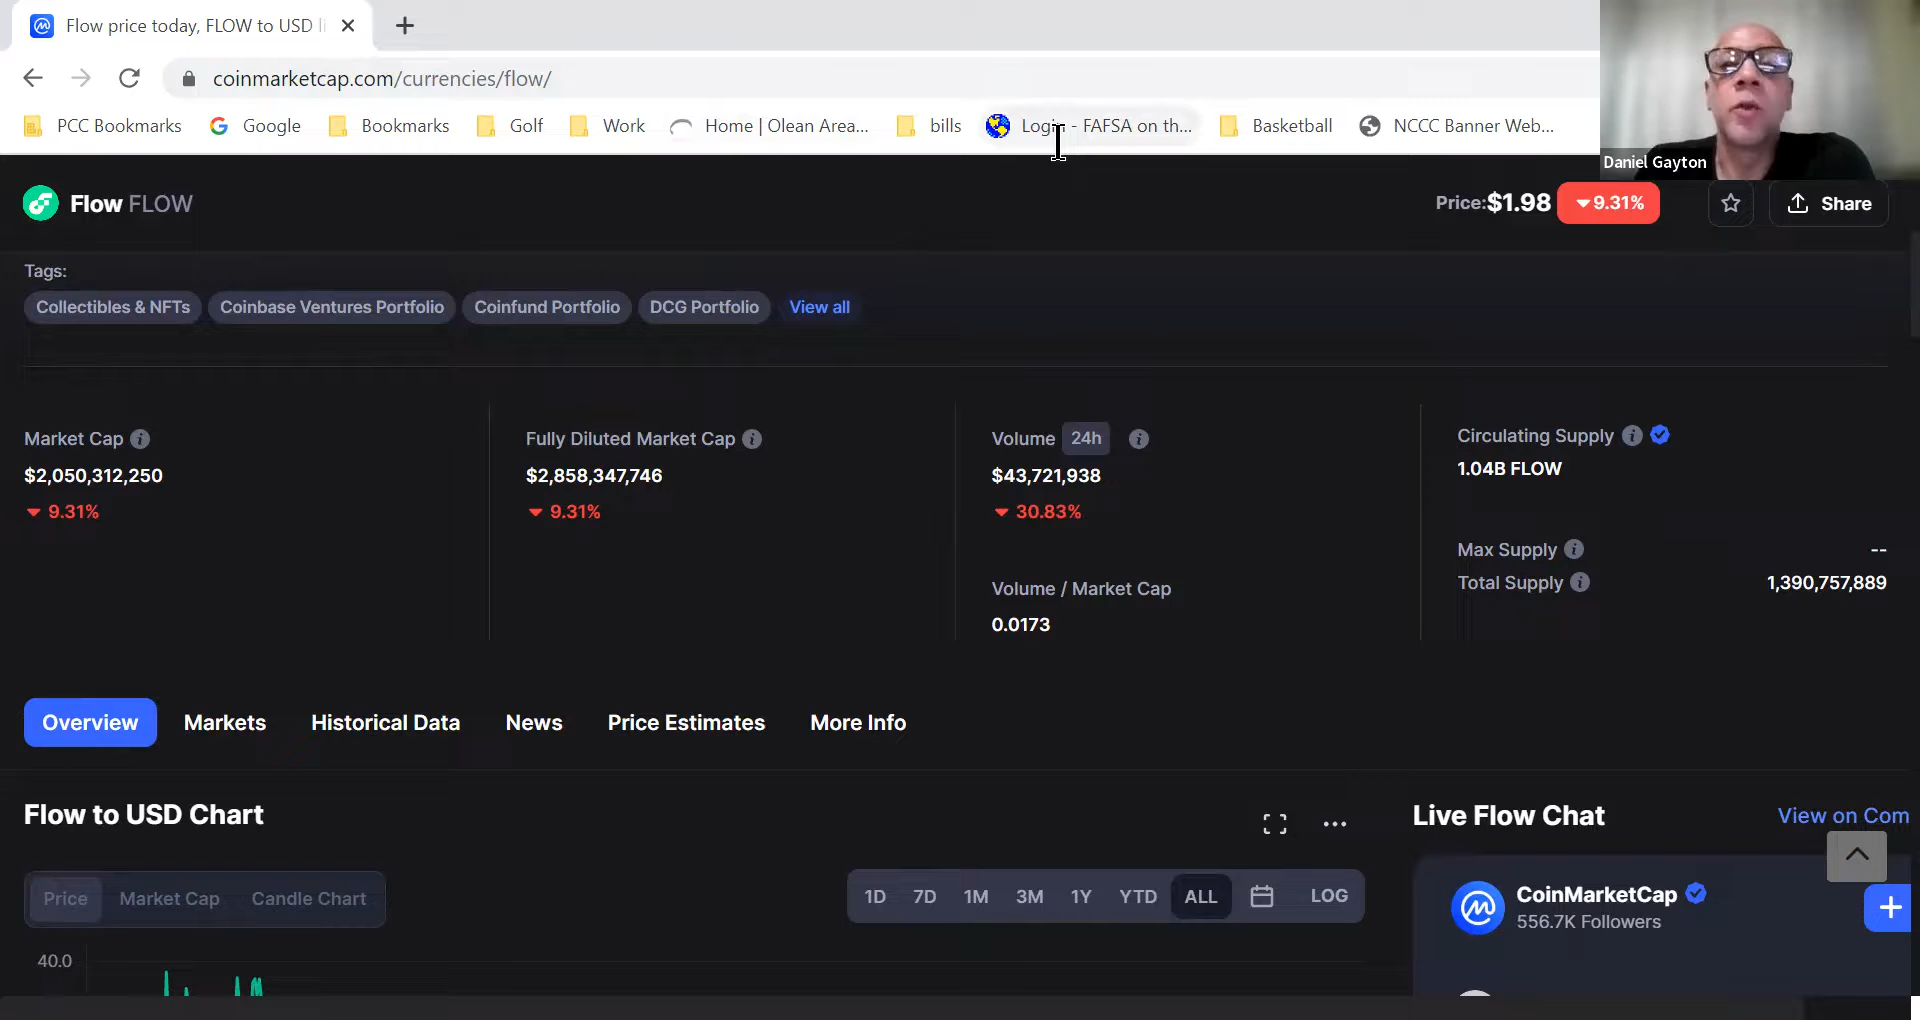 Flow price today, FLOW to USD li
coinmarketcap.com/currencies/flow/
PCC Bookmarks Google Bookmarks Golf Work Home | Olean Area... bills Login - FAFSA on th... Basketball NCCC Banner Web...
Daniel Gayton
Flow FLOW
Price:$1.98 9.31% Share
Tags:
Collectibles & NFTs Coinbase Ventures Portfolio Coinfund Portfolio DCG Portfolio View all
Market Cap
$2,050,312,250
9.31%
Fully Diluted Market Cap
$2,858,347,746
9.31%
Volume 24h
$43,721,938
30.83%
Volume / Market Cap
0.0173
Circulating Supply
1.04B FLOW
Max Supply --
Total Supply 1,390,757,889
Overview Markets Historical Data News Price Estimates More Info
Flow to USD Chart
Price Market Cap Candle Chart
1D 7D 1M 3M 1Y YTD ALL LOG
40.0
Live Flow Chat View on Com
CoinMarketCap
556.7K Followers